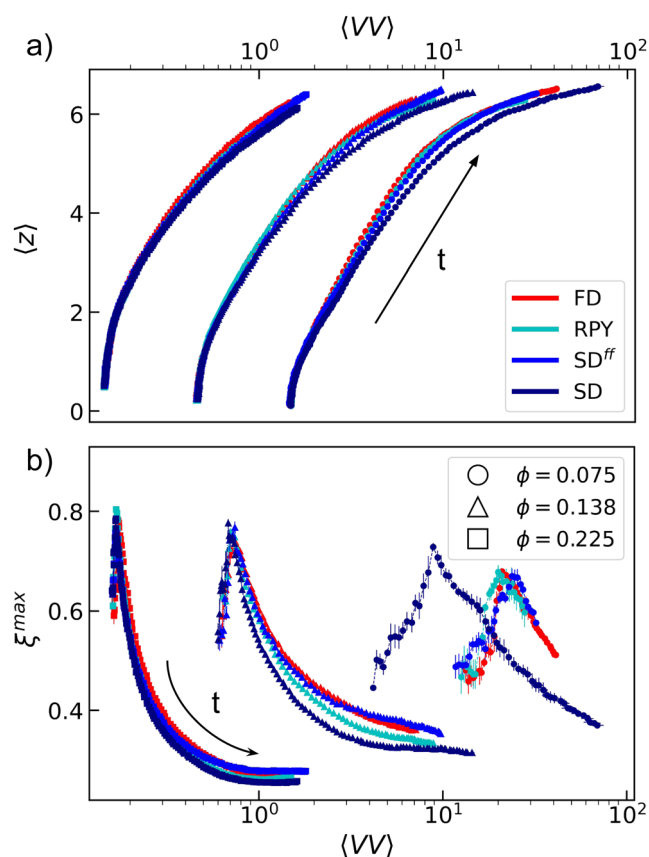 a)
⟨VV⟩
10⁰ 10¹ 10²
6
4
2
0
⟨z⟩
t
FD
RPY
SD^{ff}
SD
b)
0.8
0.6
0.4
ξ^{max}
t
ϕ = 0.075
ϕ = 0.138
ϕ = 0.225
10⁰ 10¹ 10²
⟨VV⟩